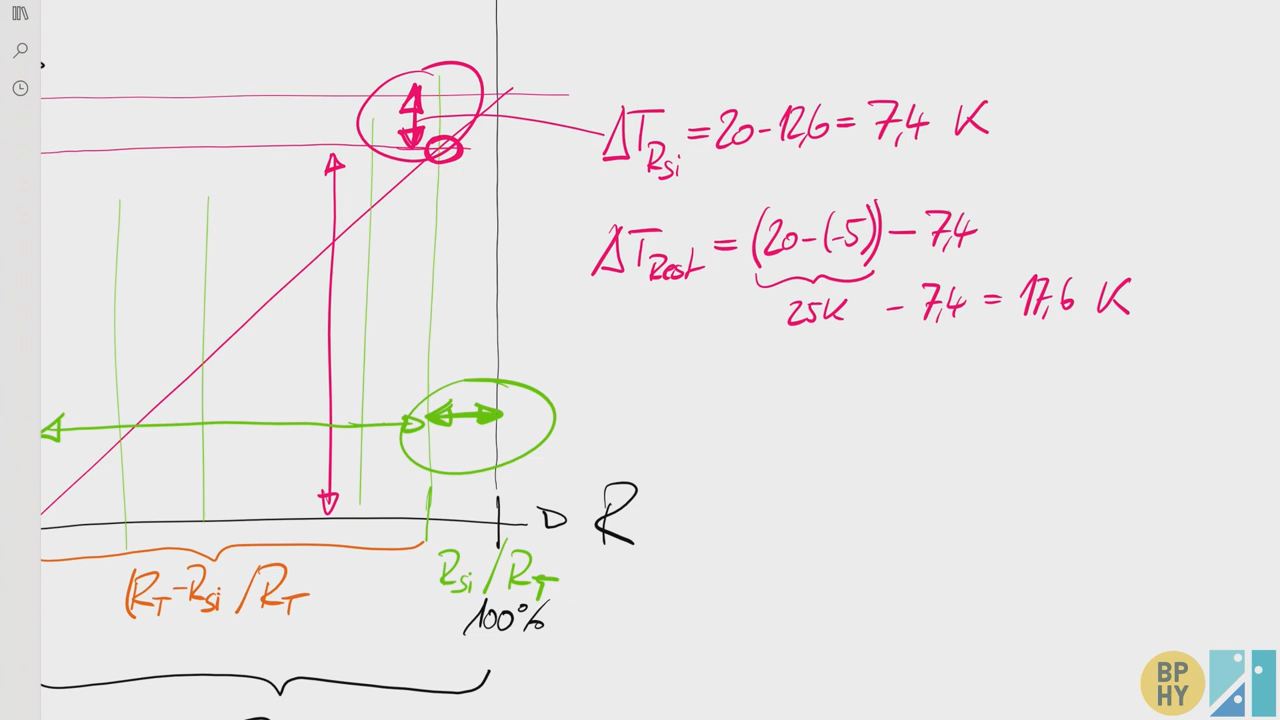 ΔT_Rsi = 20 - 12,6 = 7,4 K
ΔT_Rest = (20 - (-5)) - 7,4
25K - 7,4 = 17,6 K
R
(R_T - R_si / R_T
R_si / R_T
100%
BP
HY